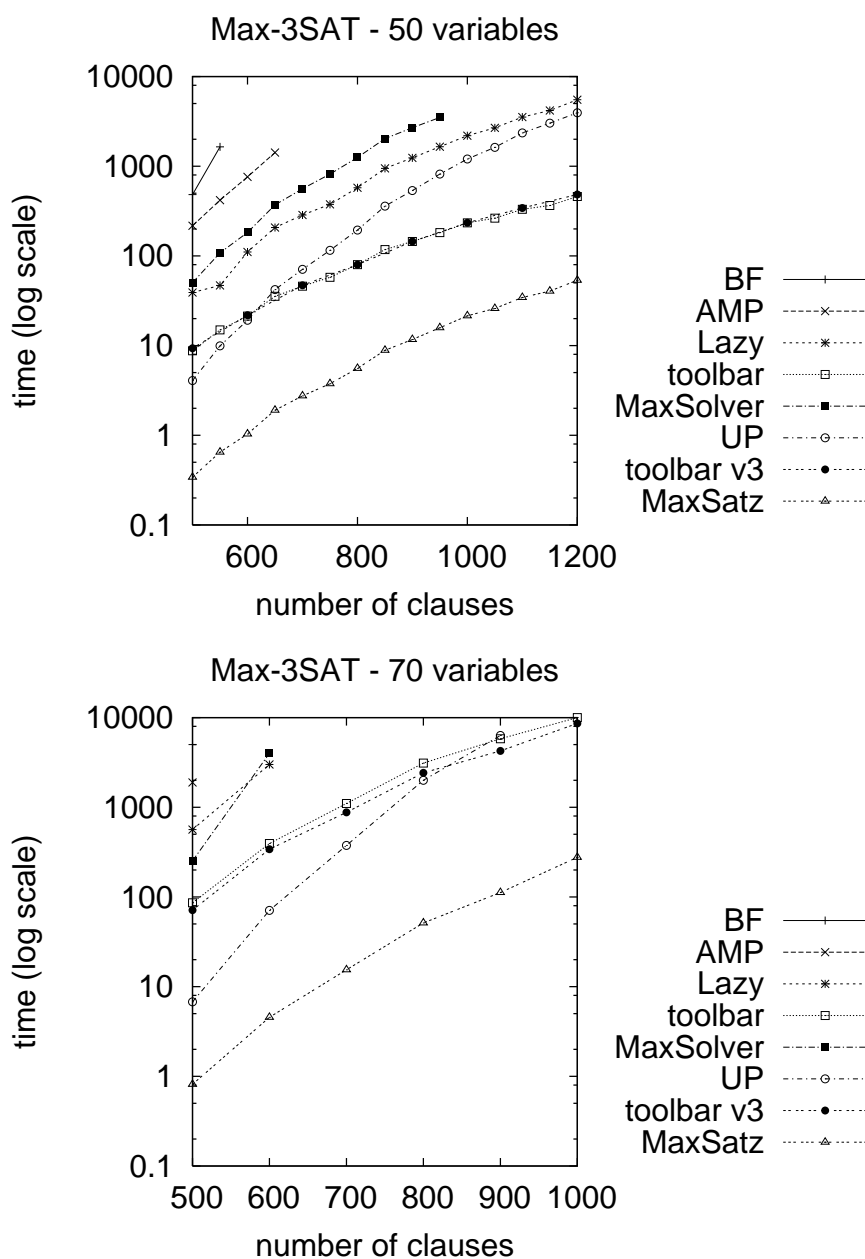 Max-3SAT - 50 variables
10000
1000
100
10
1
0.1
time (log scale)
600 800 1000 1200
number of clauses
BF
AMP
Lazy
toolbar
MaxSolver
UP
toolbar v3
MaxSatz
Max-3SAT - 70 variables
10000
1000
100
10
1
0.1
time (log scale)
500 600 700 800 900 1000
number of clauses
BF
AMP
Lazy
toolbar
MaxSolver
UP
toolbar v3
MaxSatz